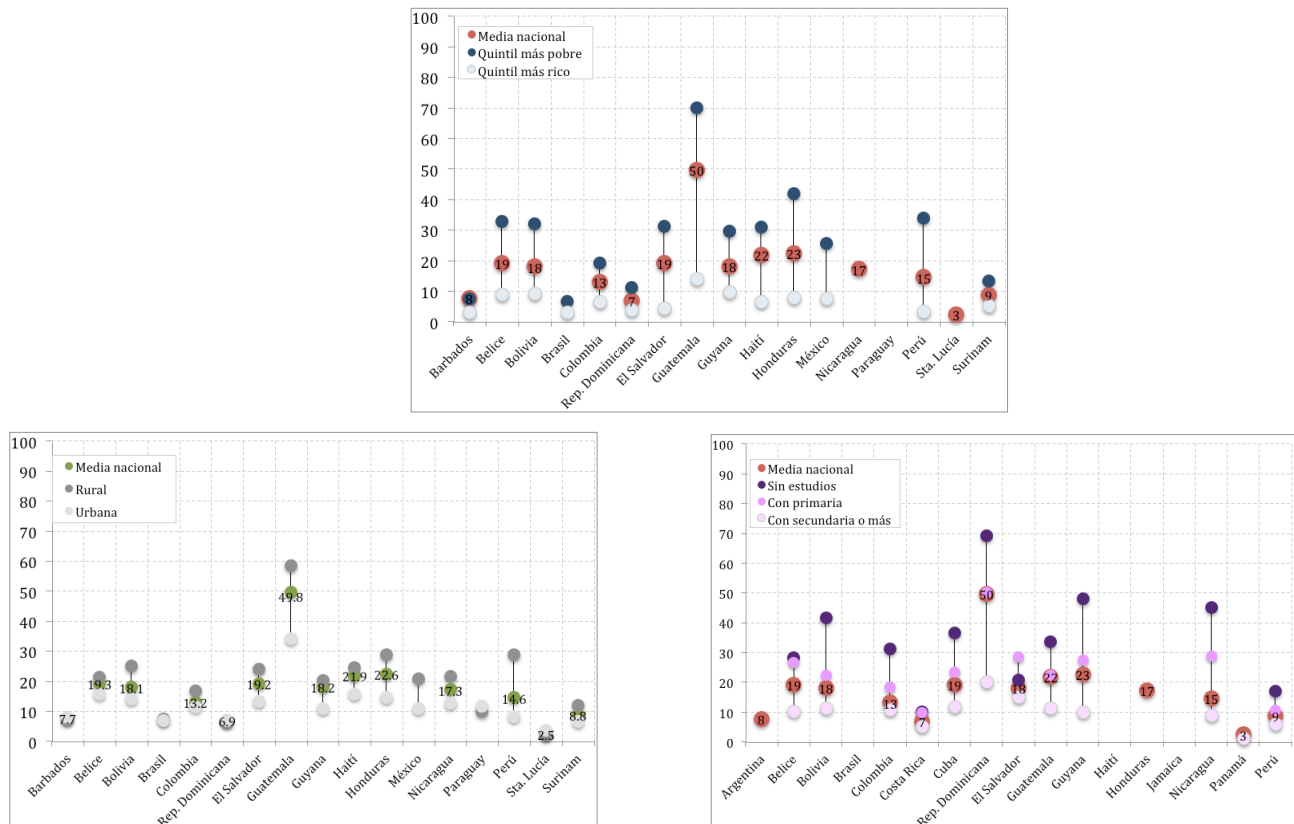 100
90
80
70
60
50
40
30
20
10
0
Media nacional
Quintil más pobre
Quintil más rico
8
19
18
13
7
19
50
18
22
23
17
15
3
9
Barbados
Belice
Bolivia
Brasil
Colombia
Rep. Dominicana
El Salvador
Guatemala
Guyana
Haití
Honduras
México
Nicaragua
Paraguay
Perú
Sta. Lucía
Surinam
100
90
80
70
60
50
40
30
20
10
0
Media nacional
Rural
Urbana
7.7
19.3
18.1
13.2
6.9
19.2
49.8
18.2
21.9
22.6
17.3
14.6
2.5
8.8
Barbados
Belice
Bolivia
Brasil
Colombia
Rep. Dominicana
El Salvador
Guatemala
Guyana
Haití
Honduras
México
Nicaragua
Paraguay
Perú
Sta. Lucía
Surinam
100
90
80
70
60
50
40
30
20
10
0
Media nacional
Sin estudios
Con primaria
Con secundaria o más
8
19
18
13
7
19
50
18
22
23
17
15
3
9
Argentina
Belice
Bolivia
Brasil
Colombia
Costa Rica
Cuba
Rep. Dominicana
El Salvador
Guatemala
Guyana
Haití
Honduras
Jamaica
Nicaragua
Panamá
Perú